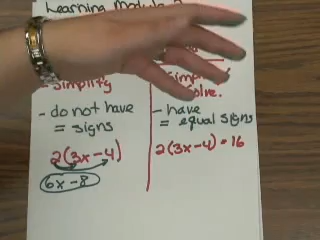 Learning Module
Simplify
- do not have
= signs
2(3x-4)
6x-8
Simpl
Solve.
- have
= equal signs
2(3x-4) = 16